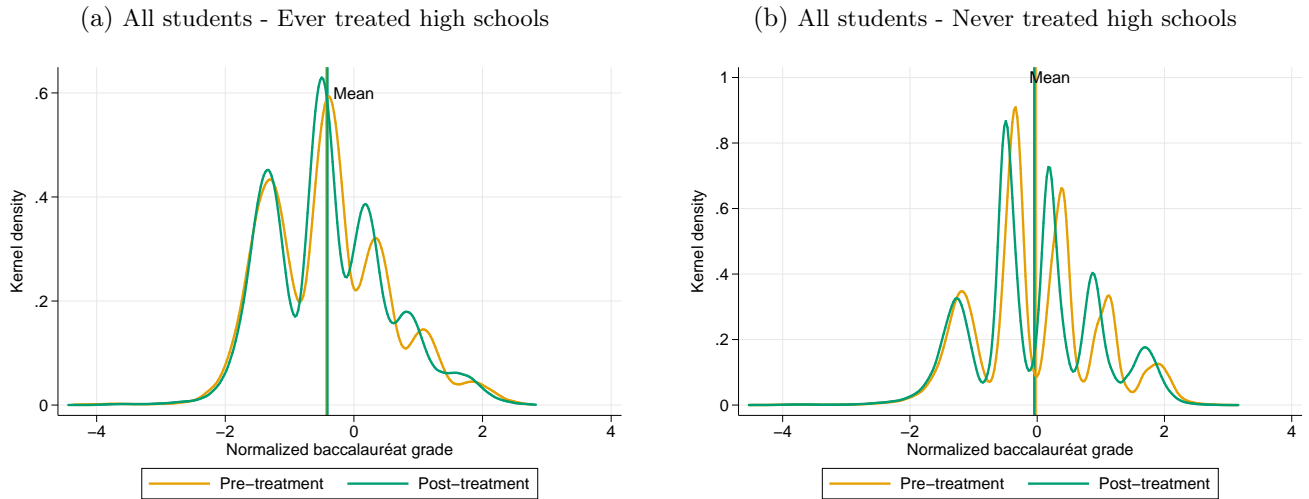 (a) All students - Ever treated high schools
.6
.4
.2
0
Kernel density
Mean
−4
−2
0
2
4
Normalized baccalauréat grade
Pre−treatment
Post−treatment
(b) All students - Never treated high schools
1
.8
.6
.4
.2
0
Kernel density
Mean
−4
−2
0
2
4
Normalized baccalauréat grade
Pre−treatment
Post−treatment